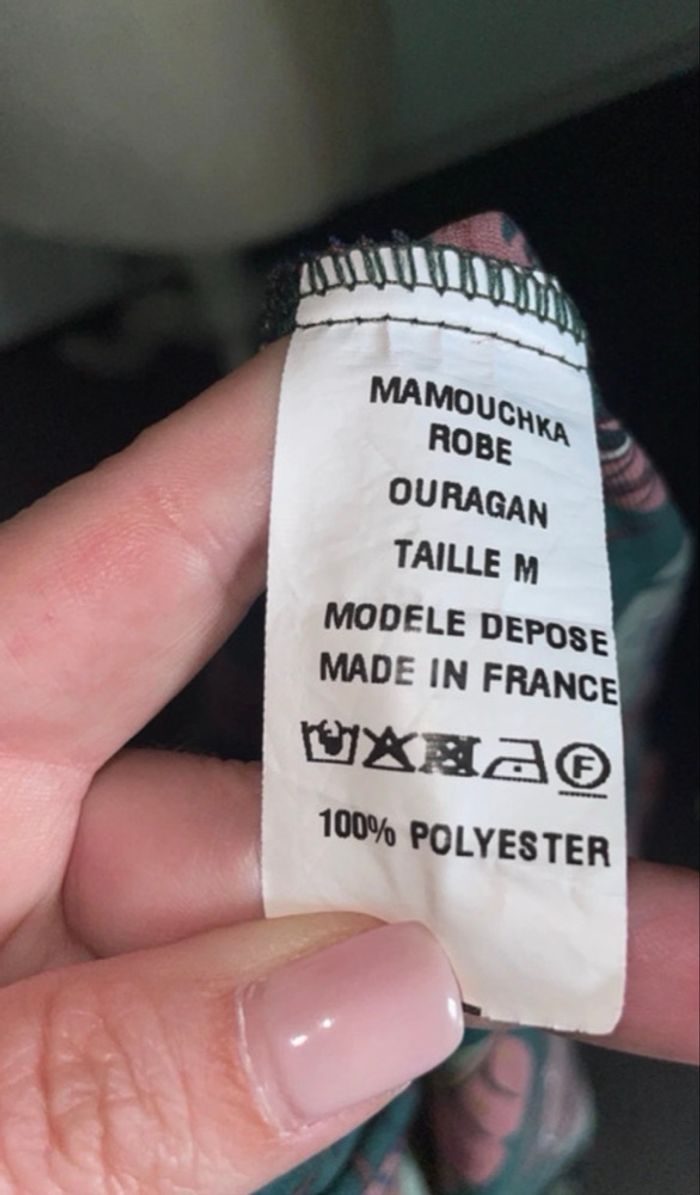 MAMOUCHKA
ROBE
OURAGAN
TAILLE M
MODELE DEPOSE
MADE IN FRANCE
F
100% POLYESTER